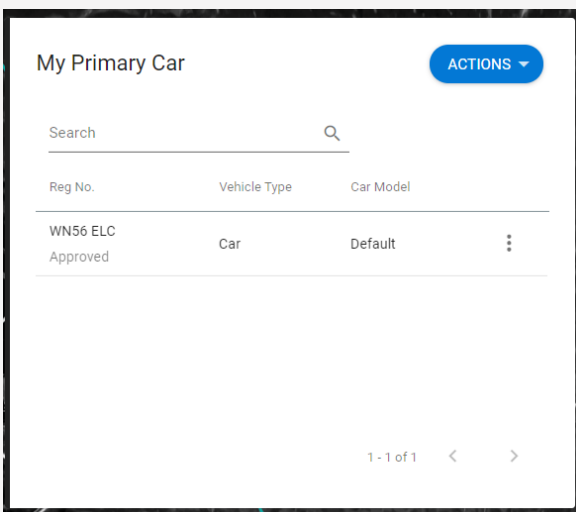 My Primary Car
ACTIONS
Search
Reg No. Vehicle Type Car Model
WN56 ELC
Approved
Car
Default
1 - 1 of 1